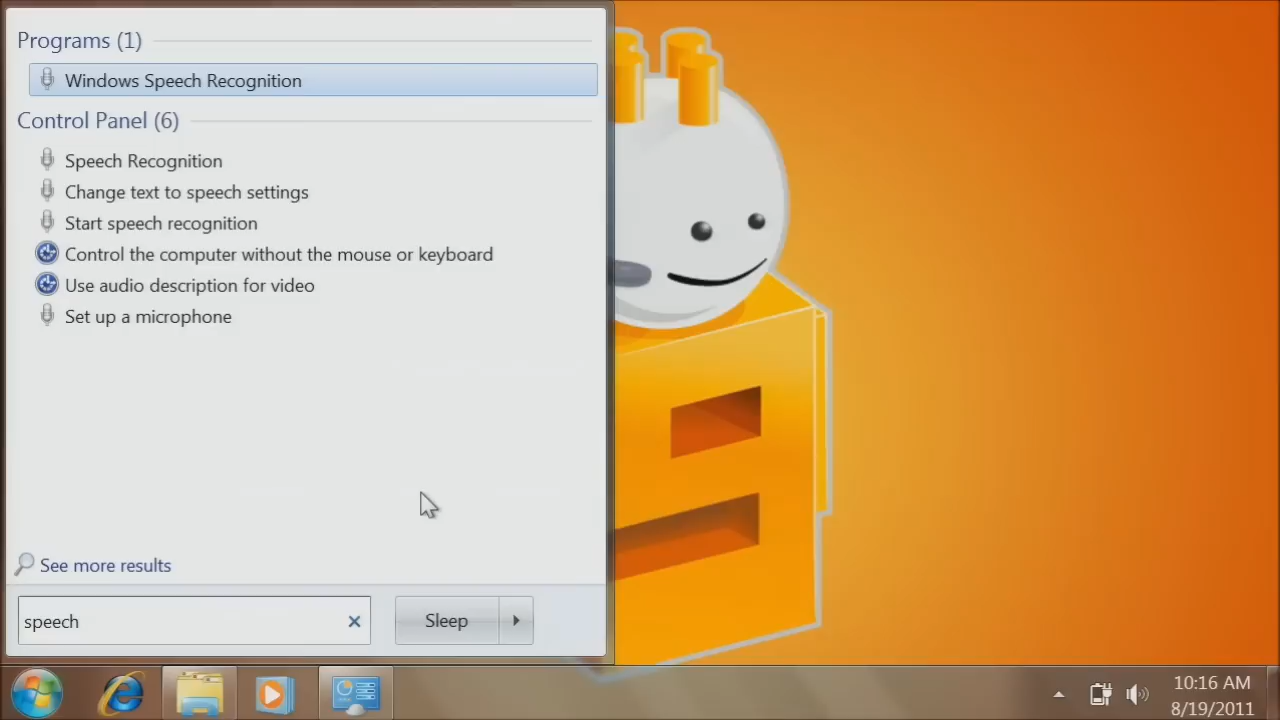 Programs (1)
Windows Speech Recognition
Control Panel (6)
Speech Recognition
Change text to speech settings
Start speech recognition
Control the computer without the mouse or keyboard
Use audio description for video
Set up a microphone
See more results
speech
Sleep
10:16 AM
8/19/2011